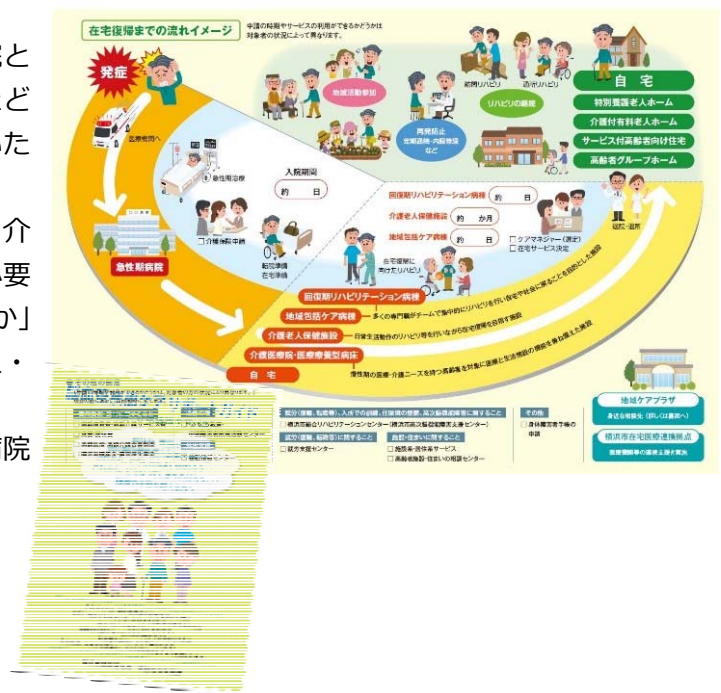 院と
など
いた
介
必要
か」
・
病院
在宅復帰までの流れイメージ
申請の時期やサービスの利用ができるかどうかは
対象者の状況によって異なります。
発症
医療機関へ
急性期治療
入院期間
約　日
□介護保険申請
転院準備
在宅準備
急性期病院
地域活動参加
再発防止
定期通院・内服管理
など
訪問リハビリ
通所リハビリ
リハビリの継続
自宅
特別養護老人ホーム
介護付有料老人ホーム
サービス付高齢者向け住宅
高齢者グループホーム
回復期リハビリテーション病棟
約　日
介護老人保健施設
約　か月
地域包括ケア病棟
約　日
□ケアマネジャー(選定)
□在宅サービス決定
退院・退所
在宅復帰に
向けたリハビリ
回復期リハビリテーション病棟
地域包括ケア病棟
多くの専門職がチームで集中的にリハビリを行い自宅や社会に戻ることを目的とした施設
介護老人保健施設
日常生活動作のリハビリ等を行いながら在宅復帰を目指す施設
介護医療院・医療療養型病床
慢性期の医療・介護ニーズを持つ高齢者を対象に医療と生活施設の機能を兼ね備えた施設
自宅
就労(復職、転職等)、入所での訓練、自動車の運転、高次脳機能障害に関すること
□横浜市総合リハビリテーションセンター(横浜市高次脳機能障害支援センター)
就労(復職、転職等)に関すること
□就労支援センター
施設・住まいに関すること
□施設系・居住系サービス
□高齢者施設・住まいの相談センター
その他
□身体障害者手帳の
申請
地域ケアプラザ
身近な相談先(詳しくは裏面へ)
横浜市在宅医療連携拠点